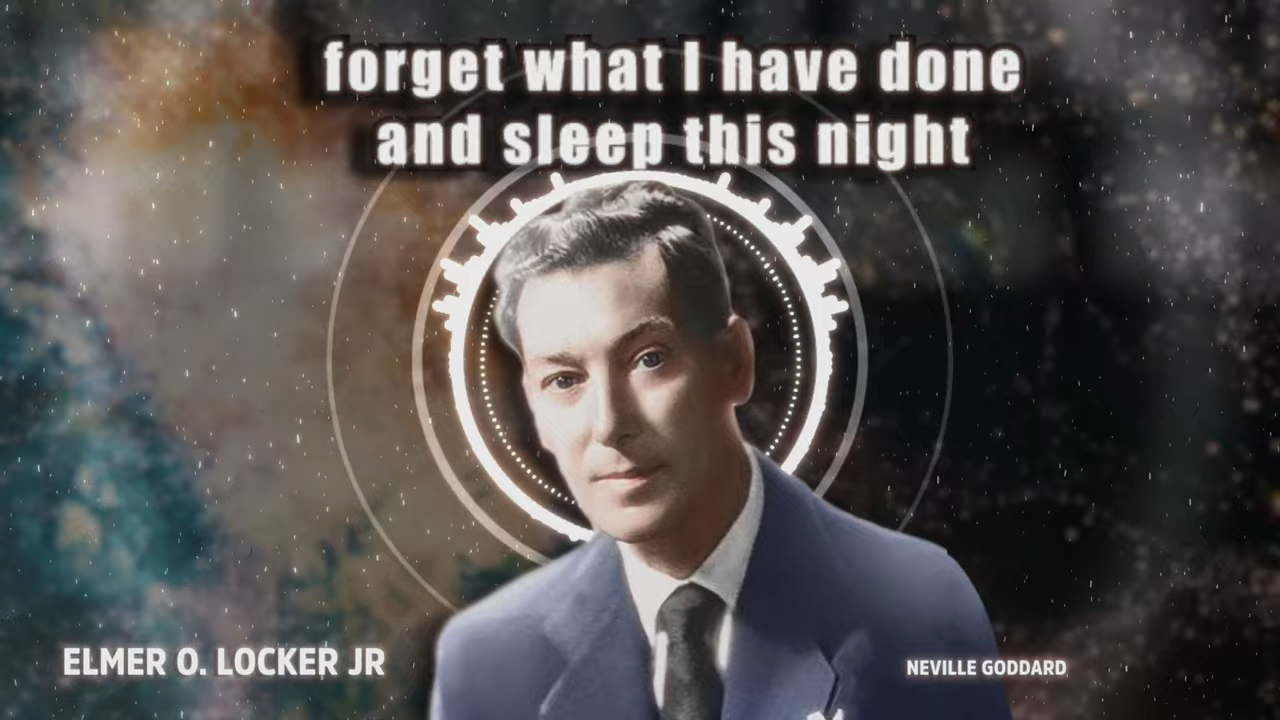 forget what I have done
and sleep this night
ELMER O. LOCKER JR
NEVILLE GODDARD